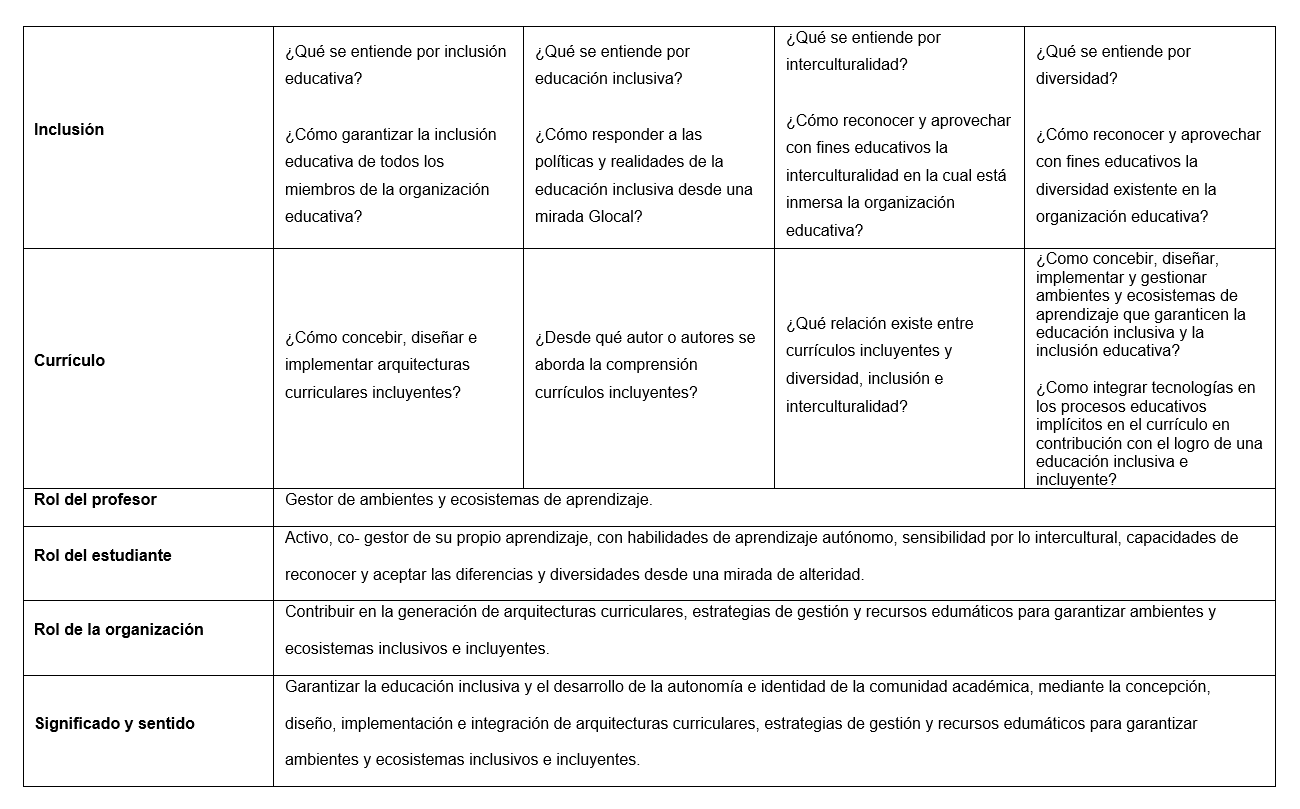 Inclusión
¿Qué se entiende por inclusión
educativa?
¿Cómo garantizar la inclusión
educativa de todos los
miembros de la organización
educativa?
¿Qué se entiende por
educación inclusiva?
¿Cómo responder a las
políticas y realidades de la
educación inclusiva desde una
mirada Glocal?
¿Qué se entiende por
interculturalidad?
¿Cómo reconocer y aprovechar
con fines educativos la
interculturalidad en la cual está
inmersa la organización
educativa?
¿Qué se entiende por
diversidad?
¿Cómo reconocer y aprovechar
con fines educativos la
diversidad existente en la
organización educativa?
Currículo
¿Cómo concebir, diseñar e
implementar arquitecturas
curriculares incluyentes?
¿Desde qué autor o autores se
aborda la comprensión
currículos incluyentes?
¿Qué relación existe entre
currículos incluyentes y
diversidad, inclusión e
interculturalidad?
¿Como concebir, diseñar,
implementar y gestionar
ambientes y ecosistemas de
aprendizaje que garanticen la
educación inclusiva y la
inclusión educativa?
¿Como integrar tecnologías en
los procesos educativos
implícitos en el currículo en
contribución con el logro de una
educación inclusiva e
incluyente?
Rol del profesor
Gestor de ambientes y ecosistemas de aprendizaje.
Rol del estudiante
Activo, co- gestor de su propio aprendizaje, con habilidades de aprendizaje autónomo, sensibilidad por lo intercultural, capacidades de
reconocer y aceptar las diferencias y diversidades desde una mirada de alteridad.
Rol de la organización
Contribuir en la generación de arquitecturas curriculares, estrategias de gestión y recursos edumáticos para garantizar ambientes y
ecosistemas inclusivos e incluyentes.
Significado y sentido
Garantizar la educación inclusiva y el desarrollo de la autonomía e identidad de la comunidad académica, mediante la concepción,
diseño, implementación e integración de arquitecturas curriculares, estrategias de gestión y recursos edumáticos para garantizar
ambientes y ecosistemas inclusivos e incluyentes.